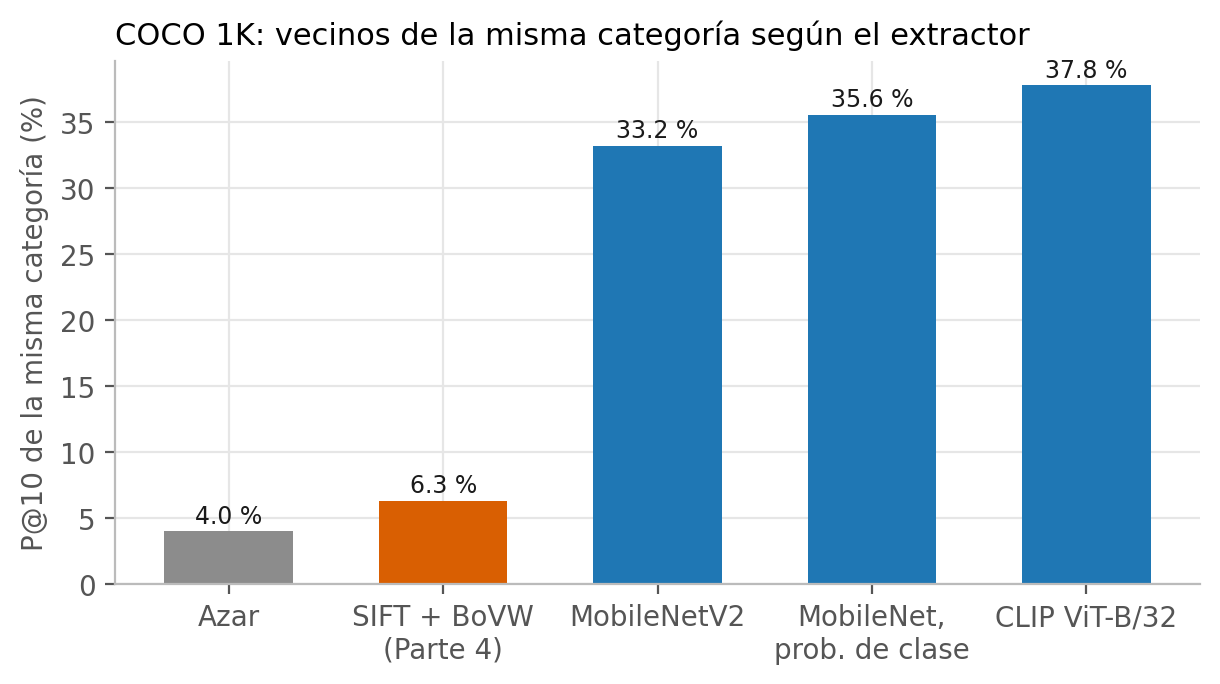 COCO 1K: vecinos de la misma categoría según el extractor
P@10 de la misma categoría (%)
35
30
25
20
15
10
5
0
4.0 %
6.3 %
33.2 %
35.6 %
37.8 %
Azar
SIFT + BoVW
(Parte 4)
MobileNetV2
MobileNet,
prob. de clase
CLIP ViT-B/32